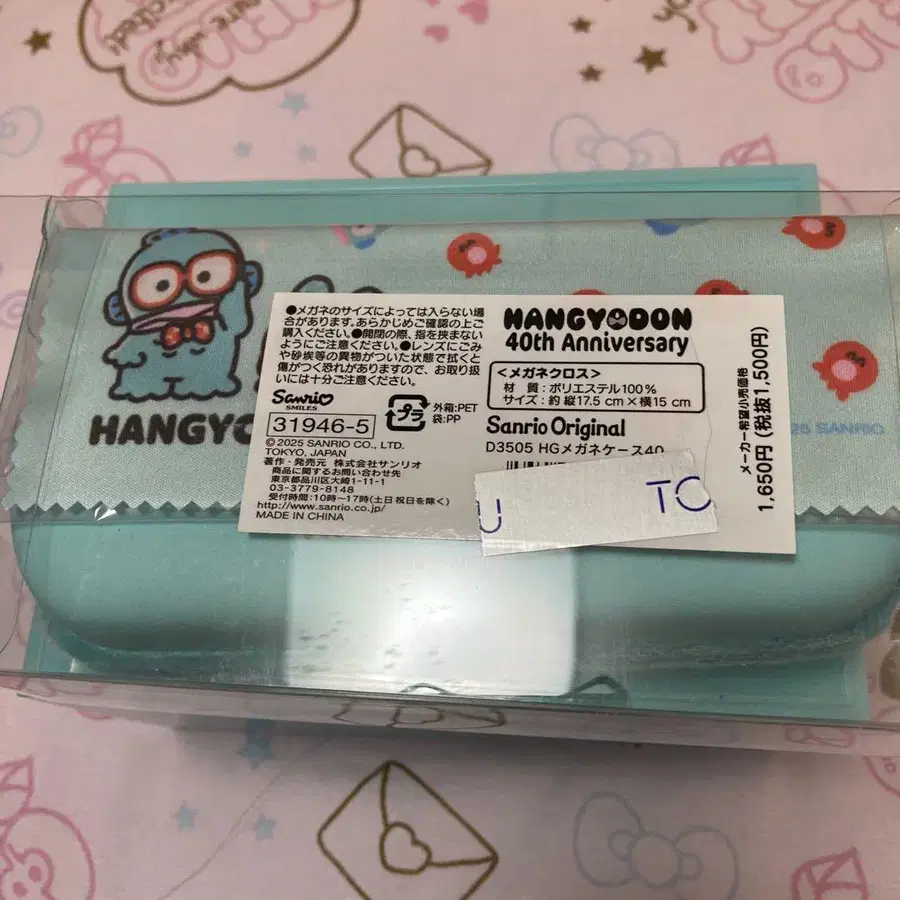 HANGYO
●メガネのサイズによっては入らない場
合があります。あらかじめご確認の上ご
購入ください。●開閉の際、指を挟まない
ようにご注意ください。●レンズにごみ
や砂埃等の異物がついた状態で拭くと
傷がつく恐れがありますので、お取り扱
いには十分ご注意ください。
Sanrio
SMILES
31946-5
プラ
外箱:PET
袋:PP
© 2025 SANRIO CO., LTD.
TOKYO, JAPAN
著作・発売元 株式会社サンリオ
商品に関するお問い合わせ先
東京都品川区大崎1-11-1
03-3779-8148
受付時間:10時〜17時(土日祝日を除く)
http://www.sanrio.co.jp/
MADE IN CHINA
HANGYODON
40th Anniversary
<メガネクロス>
材 質:ポリエステル100%
サイズ:約 縦17.5 cm×横15 cm
Sanrio Original
D3505 HGメガネケース40
TO
メーカー希望小売価格
1,650円(税抜1,500円)
25 SANRIO